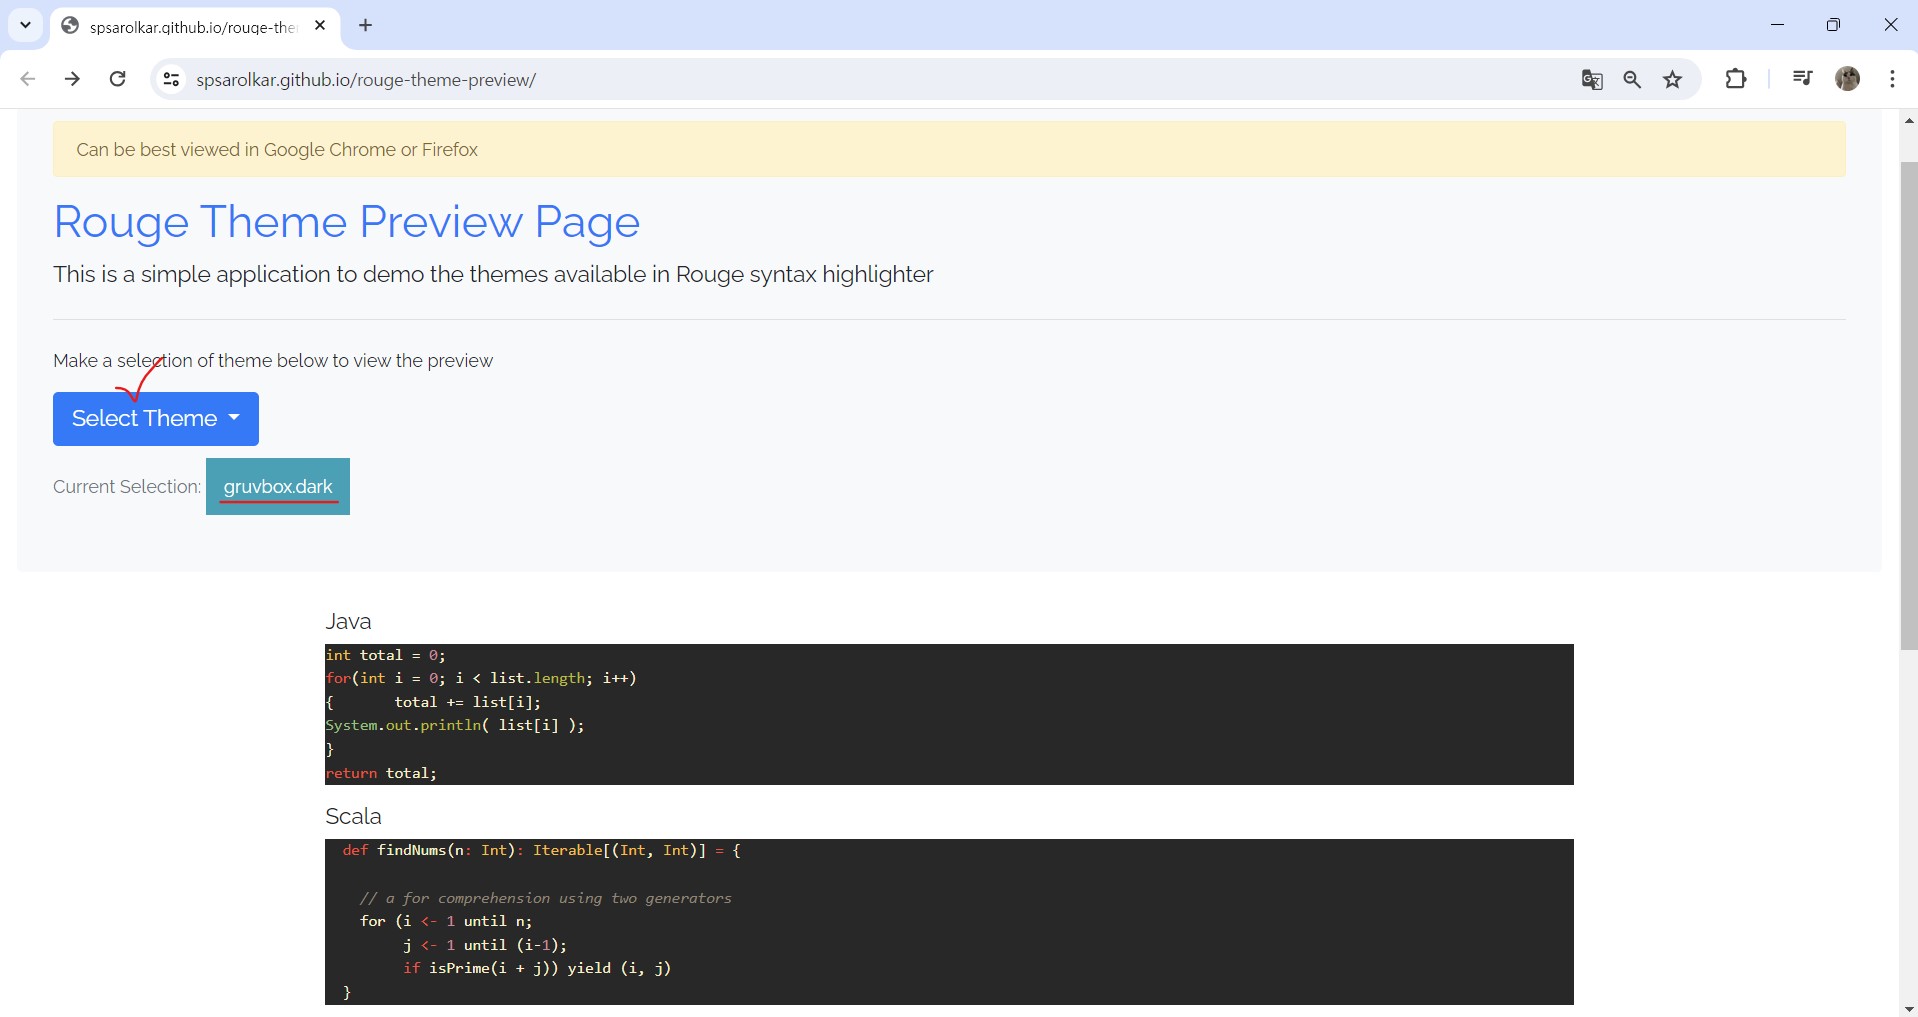 spsarolkar.github.io/rouge-the
spsarolkar.github.io/rouge-theme-preview/
Can be best viewed in Google Chrome or Firefox
Rouge Theme Preview Page
This is a simple application to demo the themes available in Rouge syntax highlighter
Make a selection of theme below to view the preview
Select Theme
Current Selection: gruvbox.dark
Java
int total = 0;
for(int i = 0; i < list.length; i++)
{       total += list[i];
System.out.println( list[i] );
}
return total;
Scala
def findNums(n: Int): Iterable[(Int, Int)] = {
// a for comprehension using two generators
for (i <- 1 until n;
j <- 1 until (i-1);
if isPrime(i + j)) yield (i, j)
}